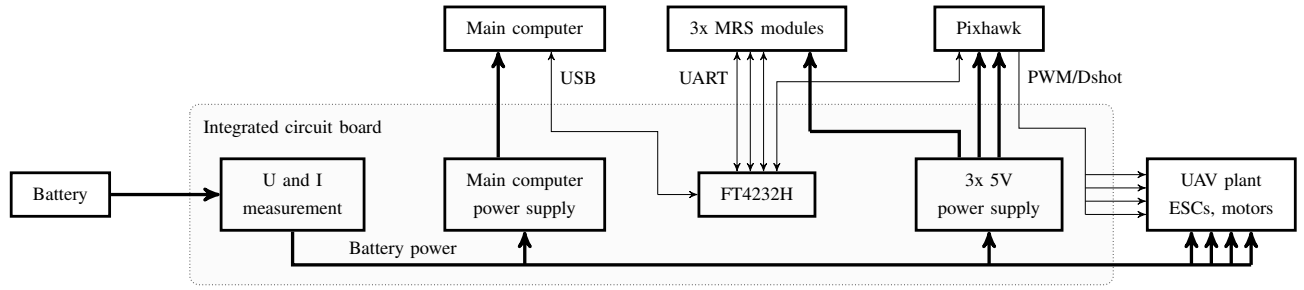 Main computer
3x MRS modules
Pixhawk
USB
UART
PWM/Dshot
Integrated circuit board
Battery
U and I
measurement
Main computer
power supply
FT4232H
3x 5V
power supply
UAV plant
ESCs, motors
Battery power